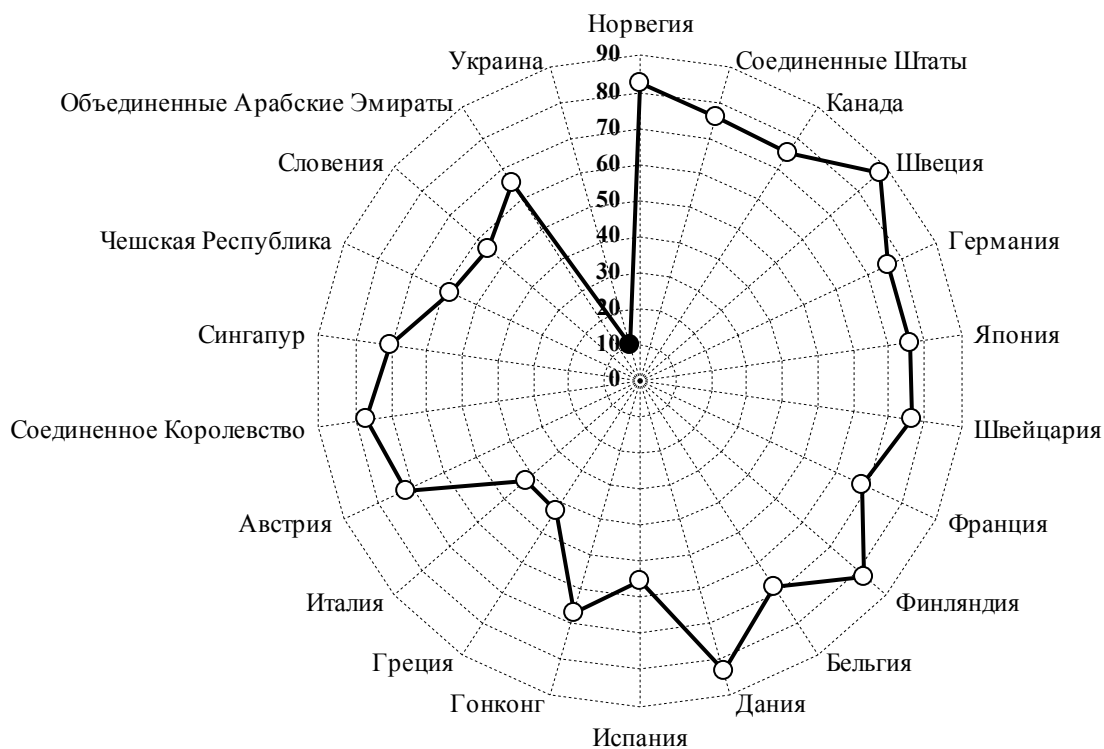 Норвегия
Соединенные Штаты
Канада
Швеция
Германия
Япония
Швейцария
Франция
Финляндия
Бельгия
Дания
Испания
Гонконг
Греция
Италия
Австрия
Соединенное Королевство
Сингапур
Чешская Республика
Словения
Объединенные Арабские Эмираты
Украина
90
80
70
60
50
40
30
20
10
0